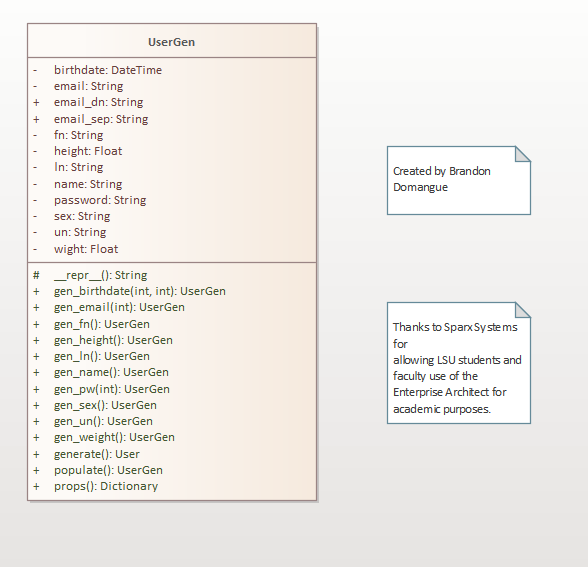 UserGen
- birthdate: DateTime
- email: String
+ email_dn: String
+ email_sep: String
- fn: String
- height: Float
- ln: String
- name: String
- password: String
- sex: String
- un: String
- wight: Float
# __repr__(): String
+ gen_birthdate(int, int): UserGen
+ gen_email(int): UserGen
+ gen_fn(): UserGen
+ gen_height(): UserGen
+ gen_ln(): UserGen
+ gen_name(): UserGen
+ gen_pw(int): UserGen
+ gen_sex(): UserGen
+ gen_un(): UserGen
+ gen_weight(): UserGen
+ generate(): User
+ populate(): UserGen
+ props(): Dictionary
Created by Brandon
Domangue
Thanks to SparxSystems
for
allowing LSU students and
faculty use of the
Enterprise Architect for
academic purposes.